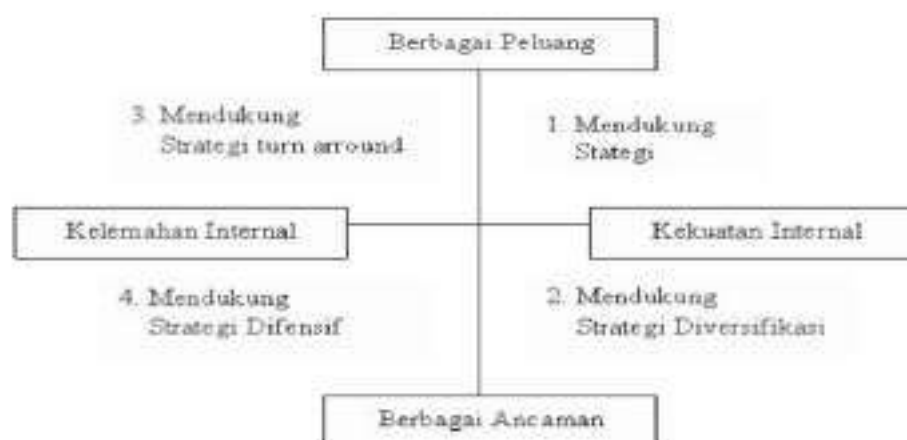 Berbagai Peluang
3. Mendukung
Strategi turn arround
1. Mendukung
Stategi
Kelemahan Internal
Kekuatan Internal
4. Mendukung
Strategi Difensif
2. Mendukung
Strategi Diversifikasi
Berbagai Ancaman